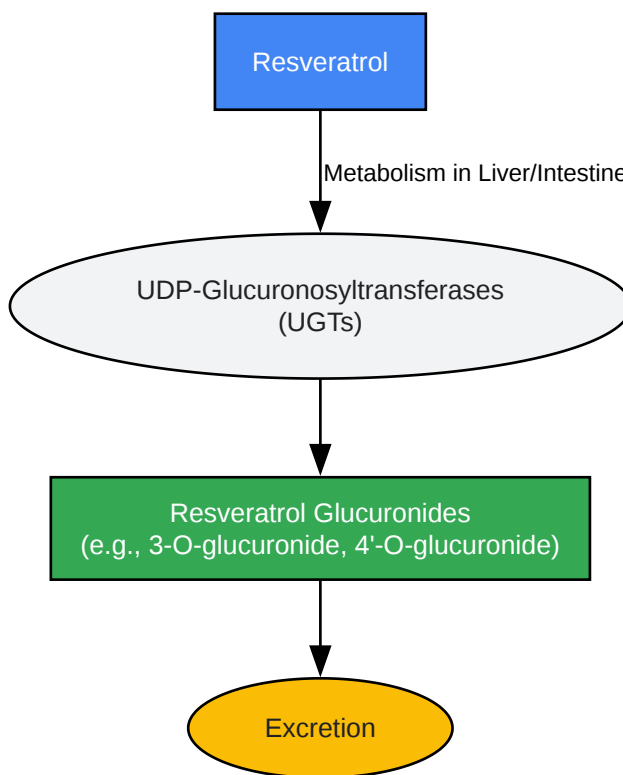 Resveratrol
Metabolism in Liver/Intestine
UDP-Glucuronosyltransferases
(UGTs)
Resveratrol Glucuronides
(e.g., 3-O-glucuronide, 4'-O-glucuronide)
Excretion